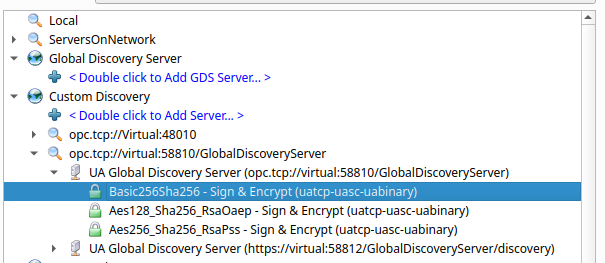 Local
ServersOnNetwork
Global Discovery Server
< Double click to Add GDS Server... >
Custom Discovery
< Double click to Add Server... >
opc.tcp://Virtual:48010
opc.tcp://virtual:58810/GlobalDiscoveryServer
UA Global Discovery Server (opc.tcp://virtual:58810/GlobalDiscoveryServer)
Basic256Sha256 - Sign & Encrypt (uatcp-uasc-uabinary)
Aes128_Sha256_RsaOaep - Sign & Encrypt (uatcp-uasc-uabinary)
Aes256_Sha256_RsaPss - Sign & Encrypt (uatcp-uasc-uabinary)
UA Global Discovery Server (https://virtual:58812/GlobalDiscoveryServer/discovery)